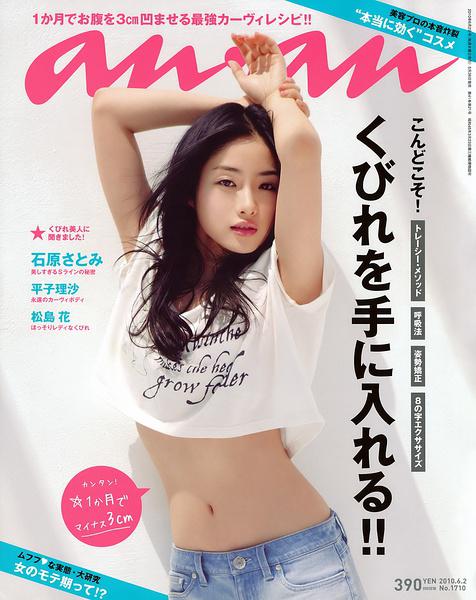 1か月でお腹を3cm凹ませる最強カーヴィレシピ!!
美容プロの本音炸裂
“本当に効く”コスメ
anan
こんどこそ!
くびれを手に入れる!!
トレーシー・メソッド
呼吸法
姿勢矯正
8の字エクササイズ
★くびれ美人に
聞きました!
石原さとみ
美しすぎるSラインの秘密
平子理沙
永遠のカーヴィボディ
松島 花
ほっそりレディなくびれ
grow faler
カンタン!
☆1か月で
マイナス3cm
ムフフ♥な実態・大研究
女のモテ期って!?
390 YEN 2010.6.2
No.1710